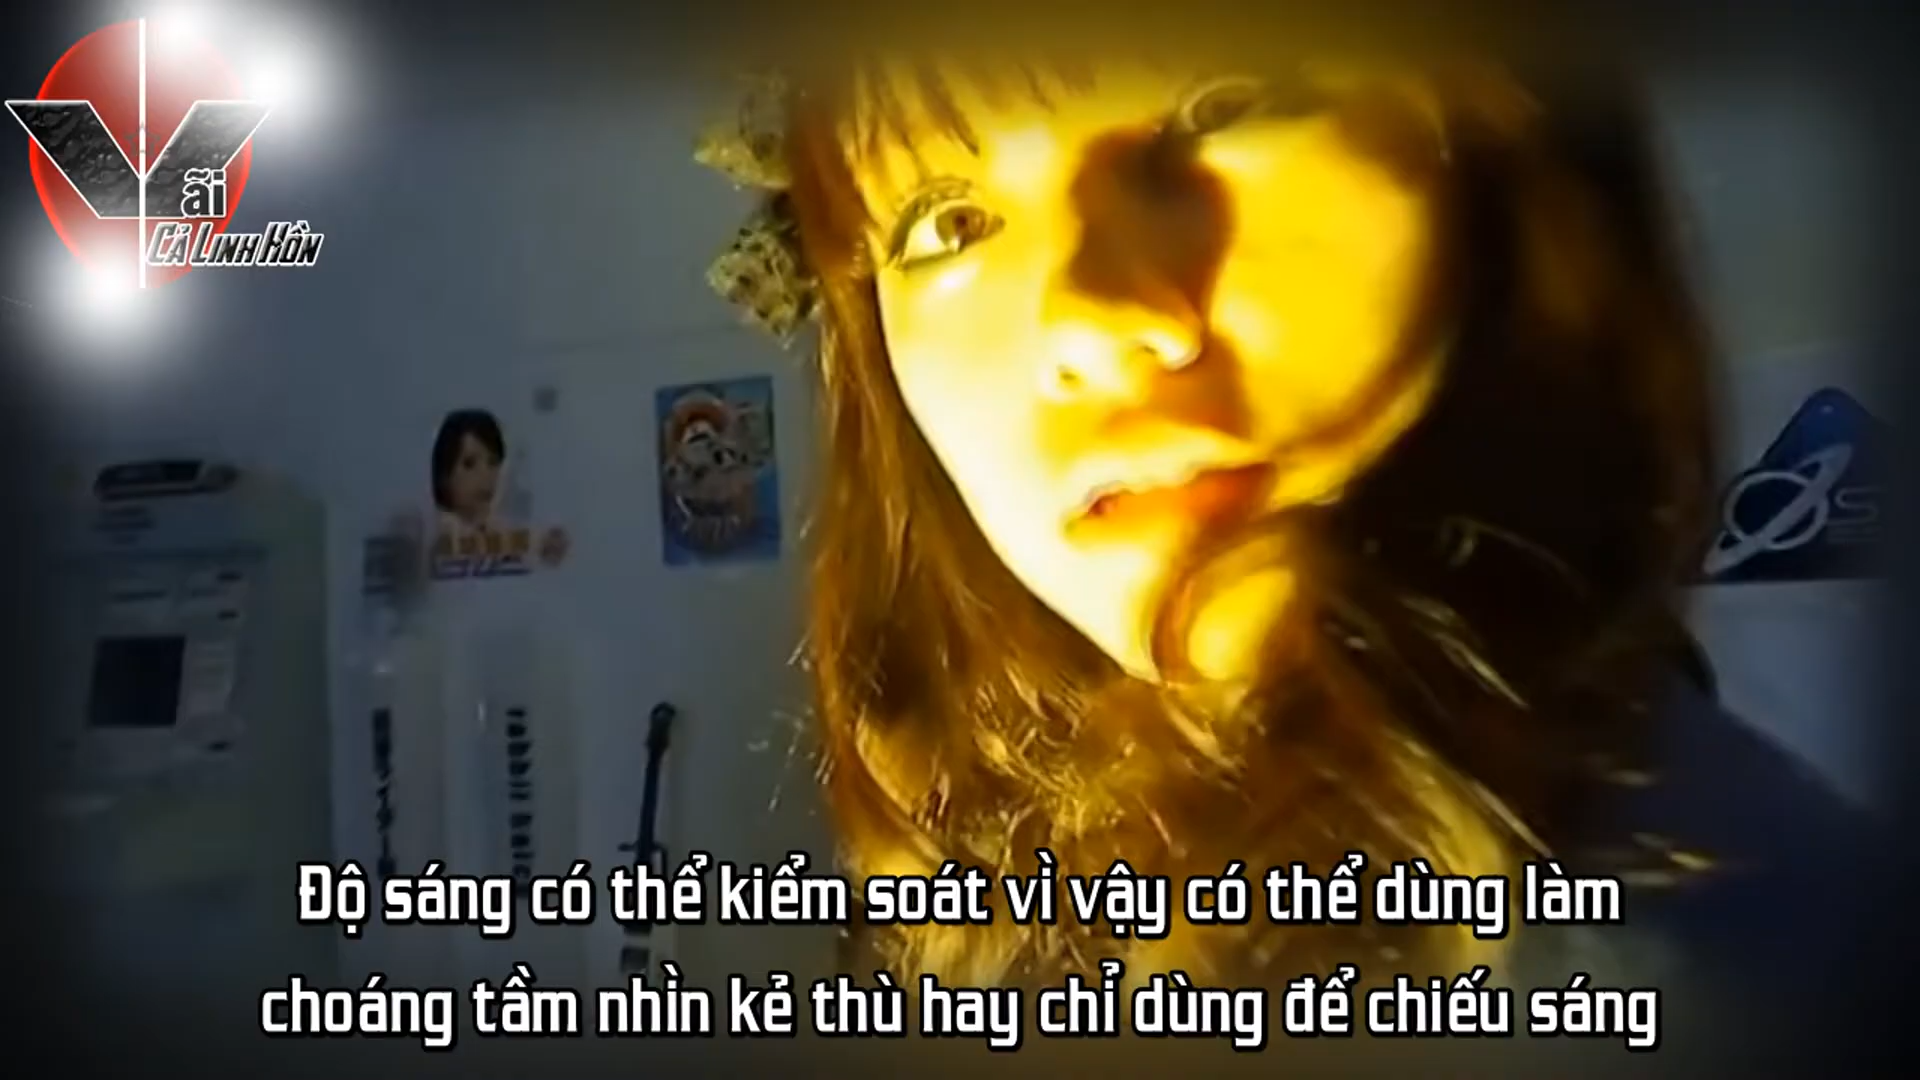 Vãi
Cả Linh Hồn
Độ sáng có thể kiểm soát vì vậy có thể dùng làm
choáng tầm nhìn kẻ thù hay chỉ dùng để chiếu sáng